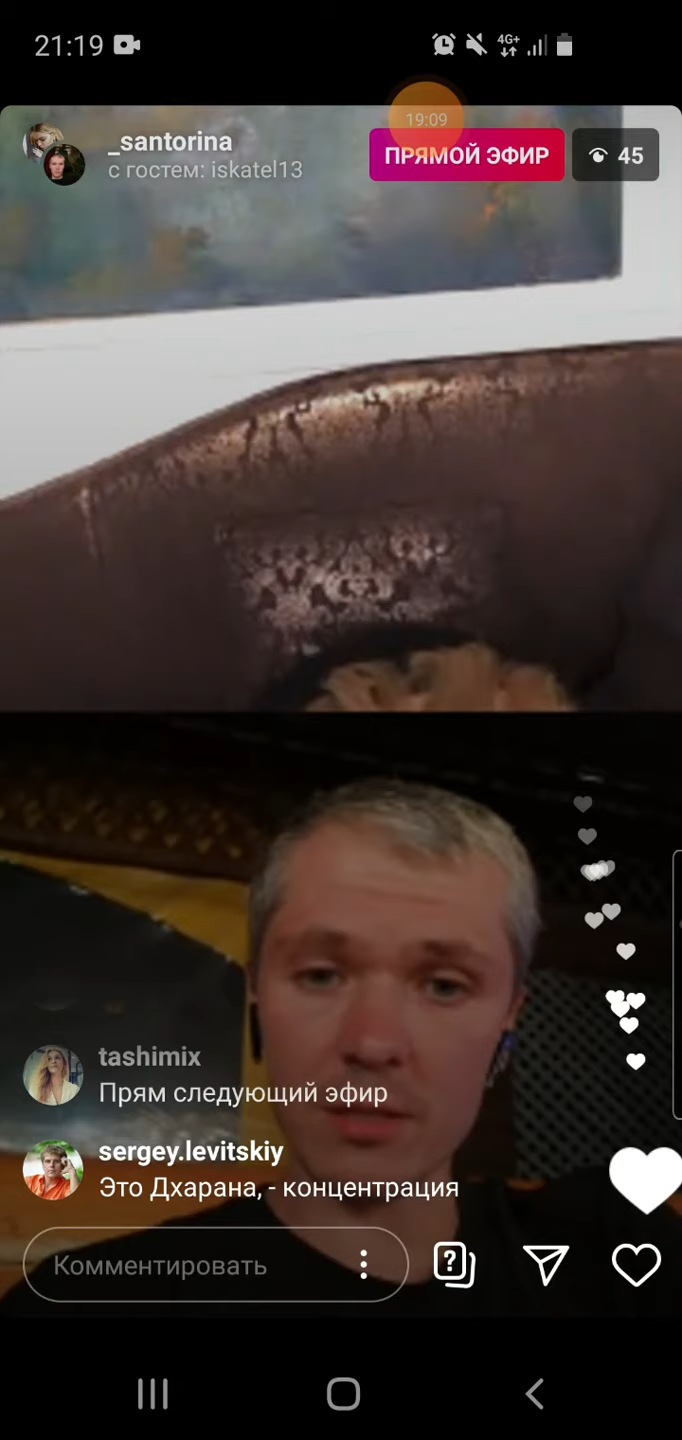 21:19
4G+
19:09
_santorina
ПРЯМОЙ ЭФИР
45
с гостем: iskatel13
tashimix
Прям следующий эфир
sergey.levitskiy
Это Дхарана, - концентрация
Комментировать